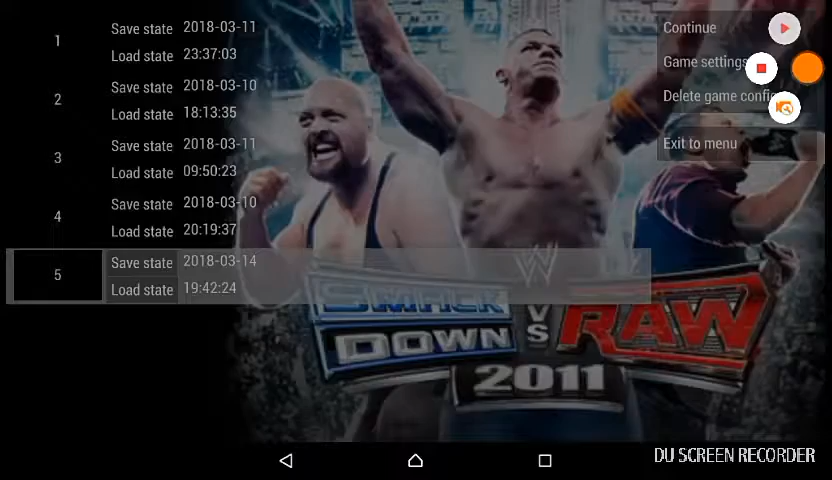 1
Save state 2018-03-11
Load state 23:37:03
2
Save state 2018-03-10
Load state 18:13:35
3
Save state 2018-03-11
Load state 09:50:23
4
Save state 2018-03-10
Load state 20:19:37
5
Save state 2018-03-14
Load state 19:42:24
Continue
Game settings
Delete game config
Exit to menu
W
SMACK
DOWN VS RAW
2011
DU SCREEN RECORDER